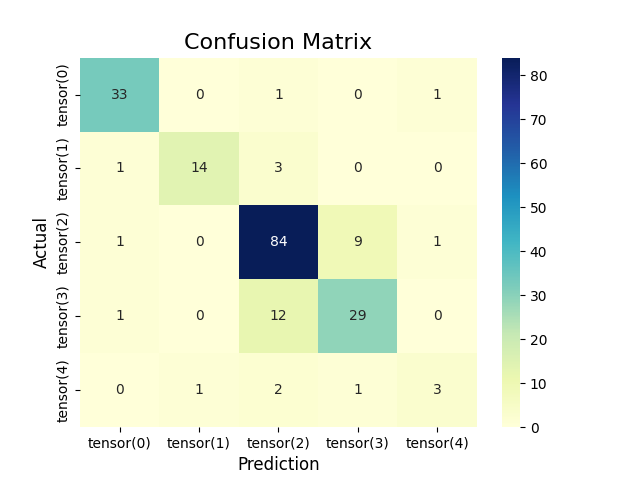 Confusion Matrix
Actual
tensor(0) 33 0 1 0 1
tensor(1) 1 14 3 0 0
tensor(2) 1 0 84 9 1
tensor(3) 1 0 12 29 0
tensor(4) 0 1 2 1 3
tensor(0) tensor(1) tensor(2) tensor(3) tensor(4)
Prediction
80
70
60
50
40
30
20
10
0